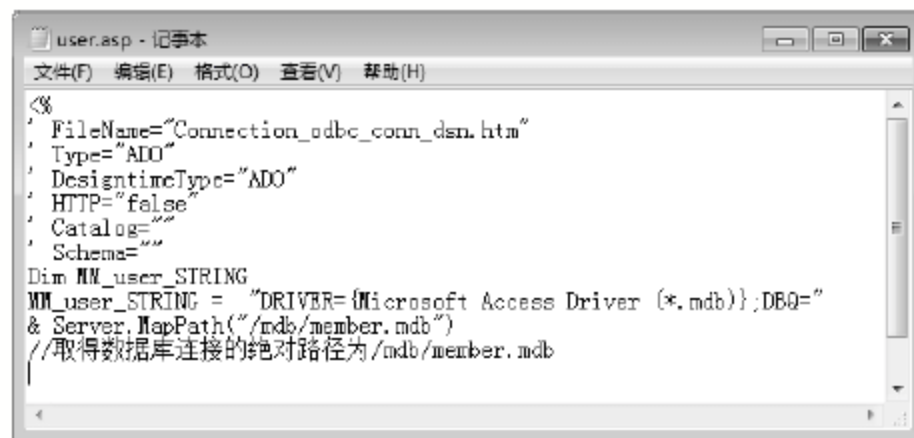 user.asp - 记事本
文件(F) 编辑(E) 格式(O) 查看(V) 帮助(H)
<%
' FileName="Connection_odbc_conn_dsn.htm"
' Type="ADO"
' DesigntimeType="ADO"
' HTTP="false"
' Catalog=""
' Schema=""
Dim MM_user_STRING
MM_user_STRING = "DRIVER={Microsoft Access Driver (*.mdb)};DBQ="
& Server.MapPath("/mdb/member.mdb")
//取得数据库连接的绝对路径为/mdb/member.mdb